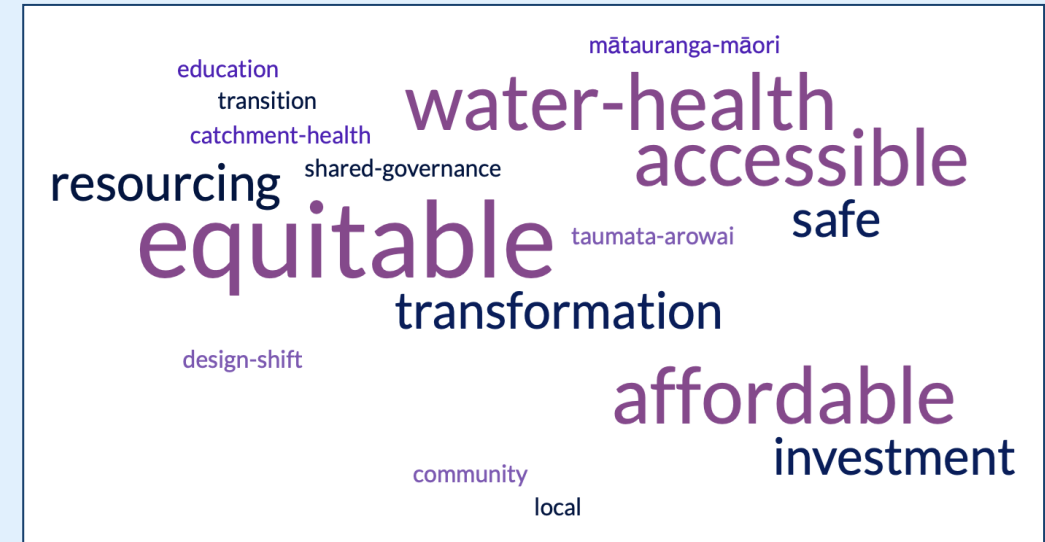 mātauranga-māori
education
water-health
transition
catchment-health
accessible
shared-governance
resourcing
safe
equitable
taumata-arowai
transformation
design-shift
affordable
investment
community
local